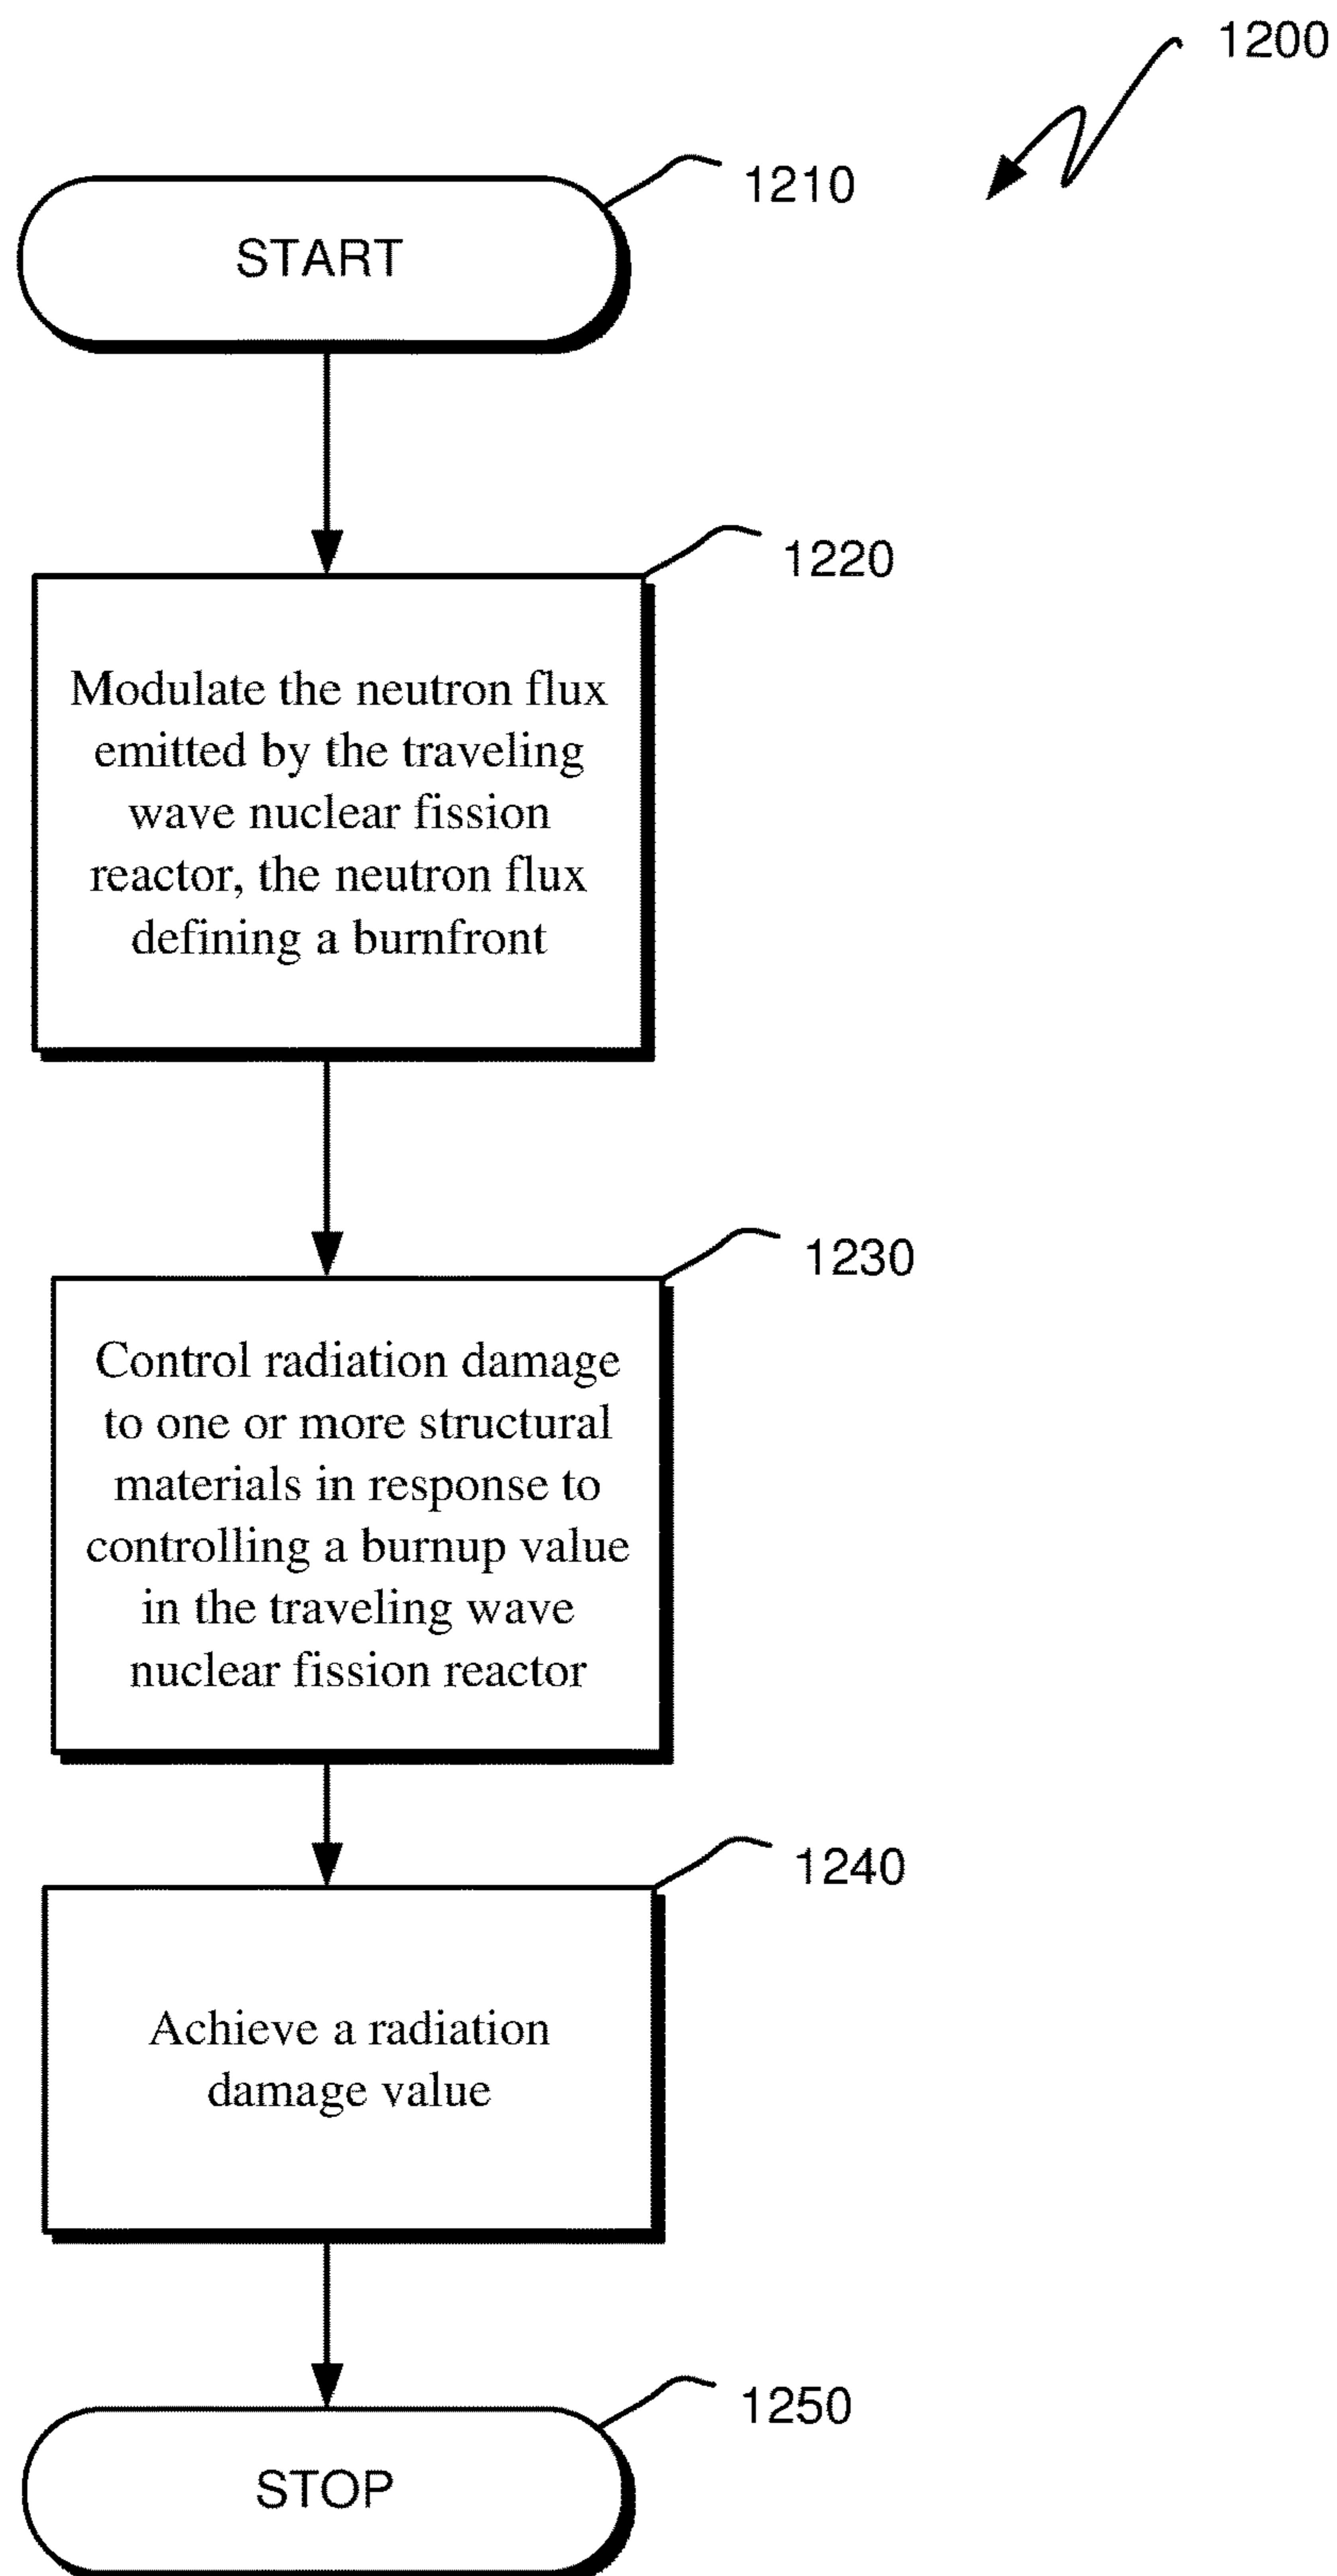 1200
1210
START
1220
Modulate the neutron flux
emitted by the traveling
wave nuclear fission
reactor, the neutron flux
defining a burnfront
1230
Control radiation damage
to one or more structural
materials in response to
controlling a burnup value
in the traveling wave
nuclear fission reactor
1240
Achieve a radiation
damage value
1250
STOP